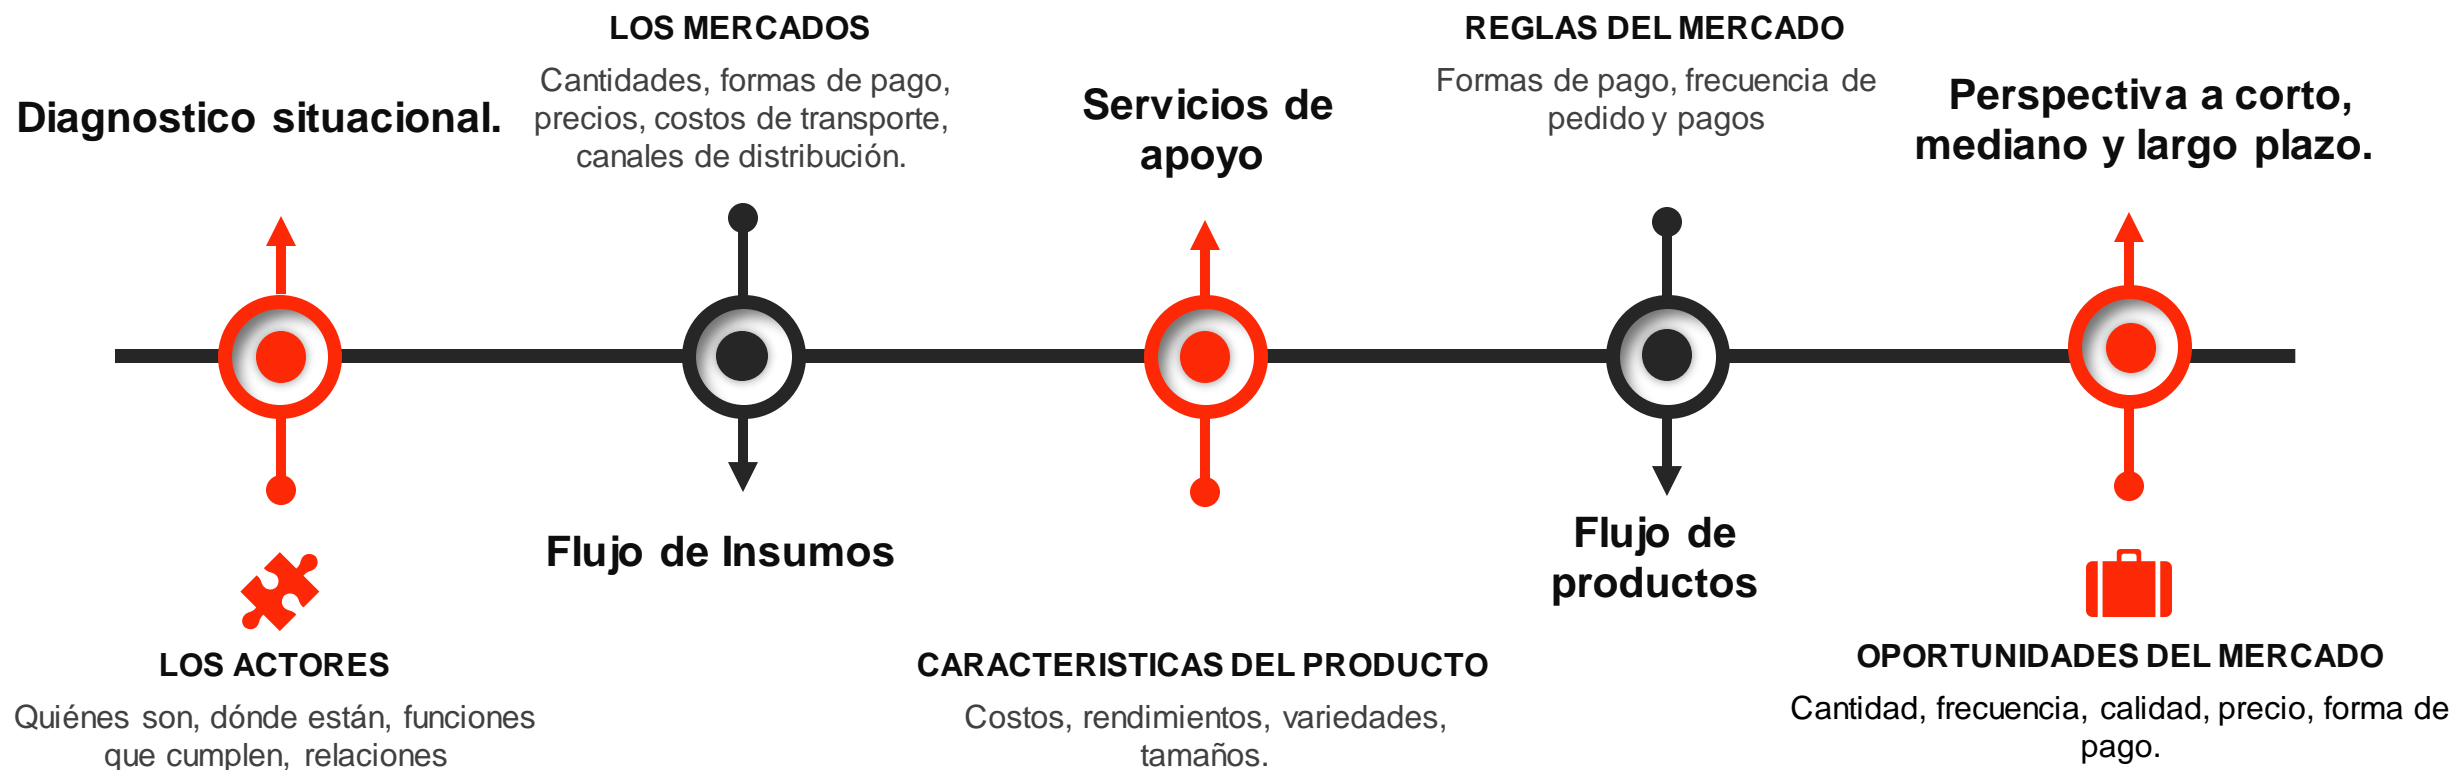 Diagnostico situacional.
LOS MERCADOS
Cantidades, formas de pago,
precios, costos de transporte,
canales de distribución.
Servicios de
apoyo
REGLAS DEL MERCADO
Formas de pago, frecuencia de
pedido y pagos
Perspectiva a corto,
mediano y largo plazo.
LOS ACTORES
Quiénes son, dónde están, funciones
que cumplen, relaciones
Flujo de Insumos
CARACTERISTICAS DEL PRODUCTO
Costos, rendimientos, variedades,
tamaños.
Flujo de
productos
OPORTUNIDADES DEL MERCADO
Cantidad, frecuencia, calidad, precio, forma de
pago.